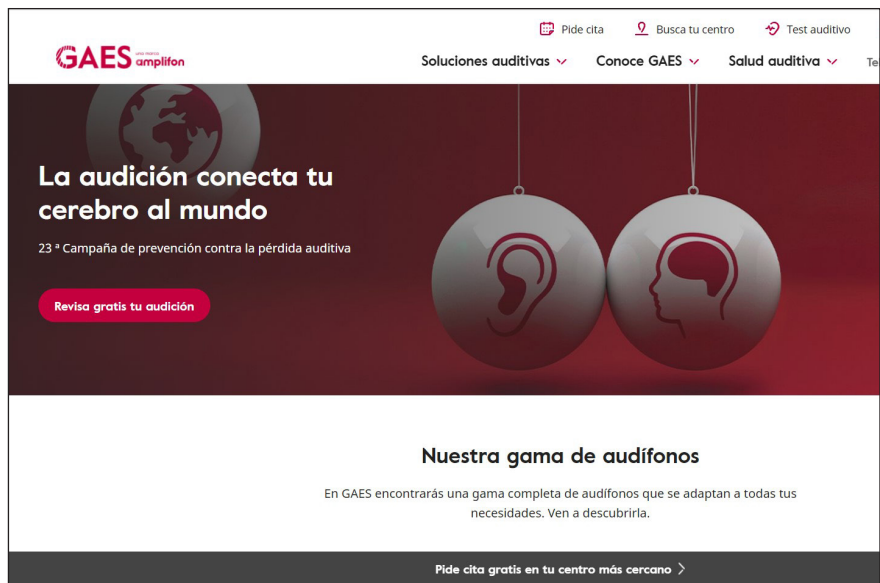 Pide cita
Busca tu centro
Test auditivo
GAES una marca amplifon
Soluciones auditivas
Conoce GAES
Salud auditiva
Te
La audición conecta tu
cerebro al mundo
23 ª Campaña de prevención contra la pérdida auditiva
Revisa gratis tu audición
Nuestra gama de audífonos
En GAES encontrarás una gama completa de audífonos que se adaptan a todas tus
necesidades. Ven a descubrirla.
Pide cita gratis en tu centro más cercano